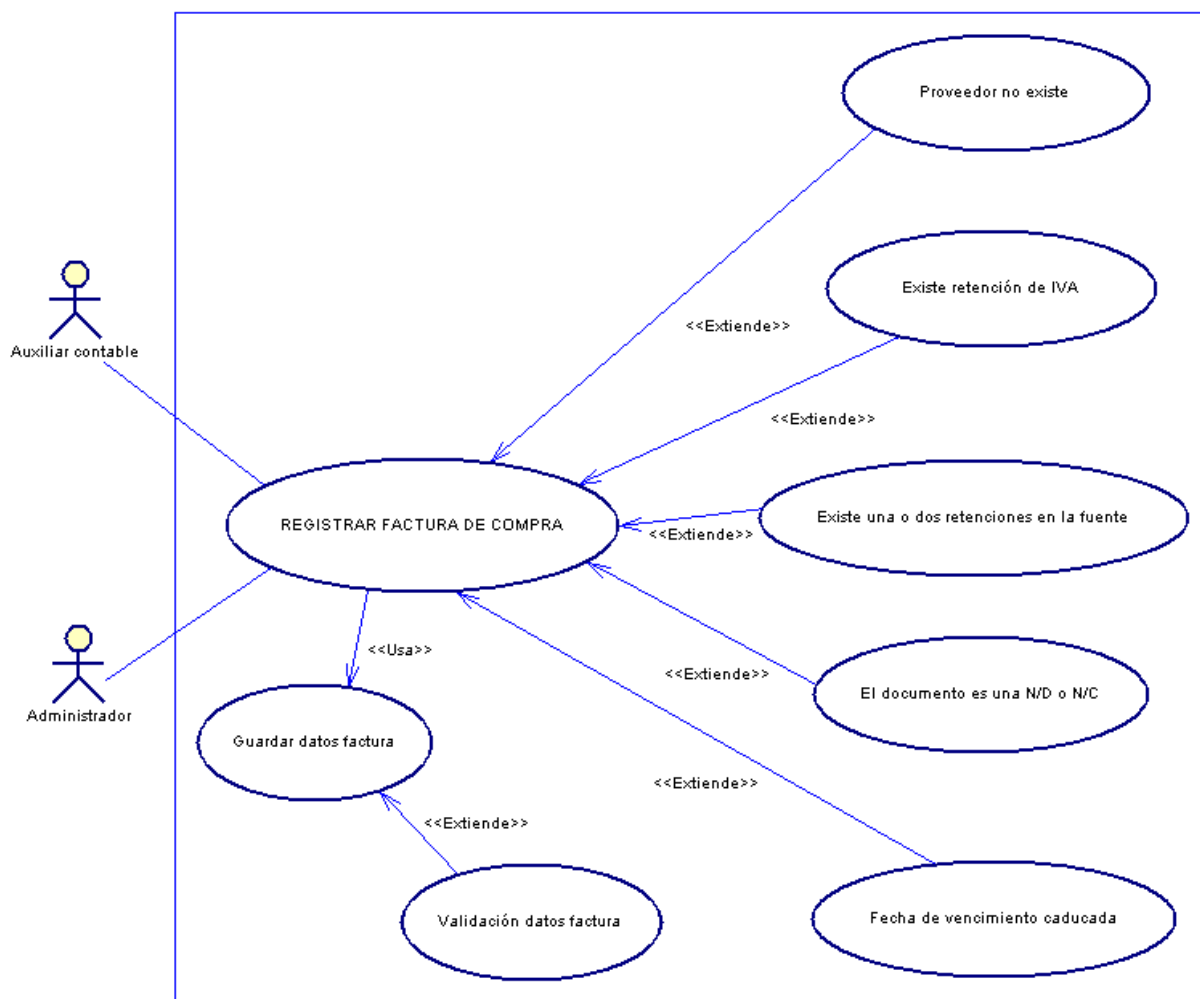 Proveedor no existe
Existe retención de IVA
<<Extiende>>
Auxiliar contable
<<Extiende>>
REGISTRAR FACTURA DE COMPRA
Existe una o dos retenciones en la fuente
<<Extiende>>
<<Usa>>
<<Extiende>>
El documento es una N/D o N/C
Administrador
Guardar datos factura
<<Extiende>>
<<Extiende>>
Validación datos factura
Fecha de vencimiento caducada